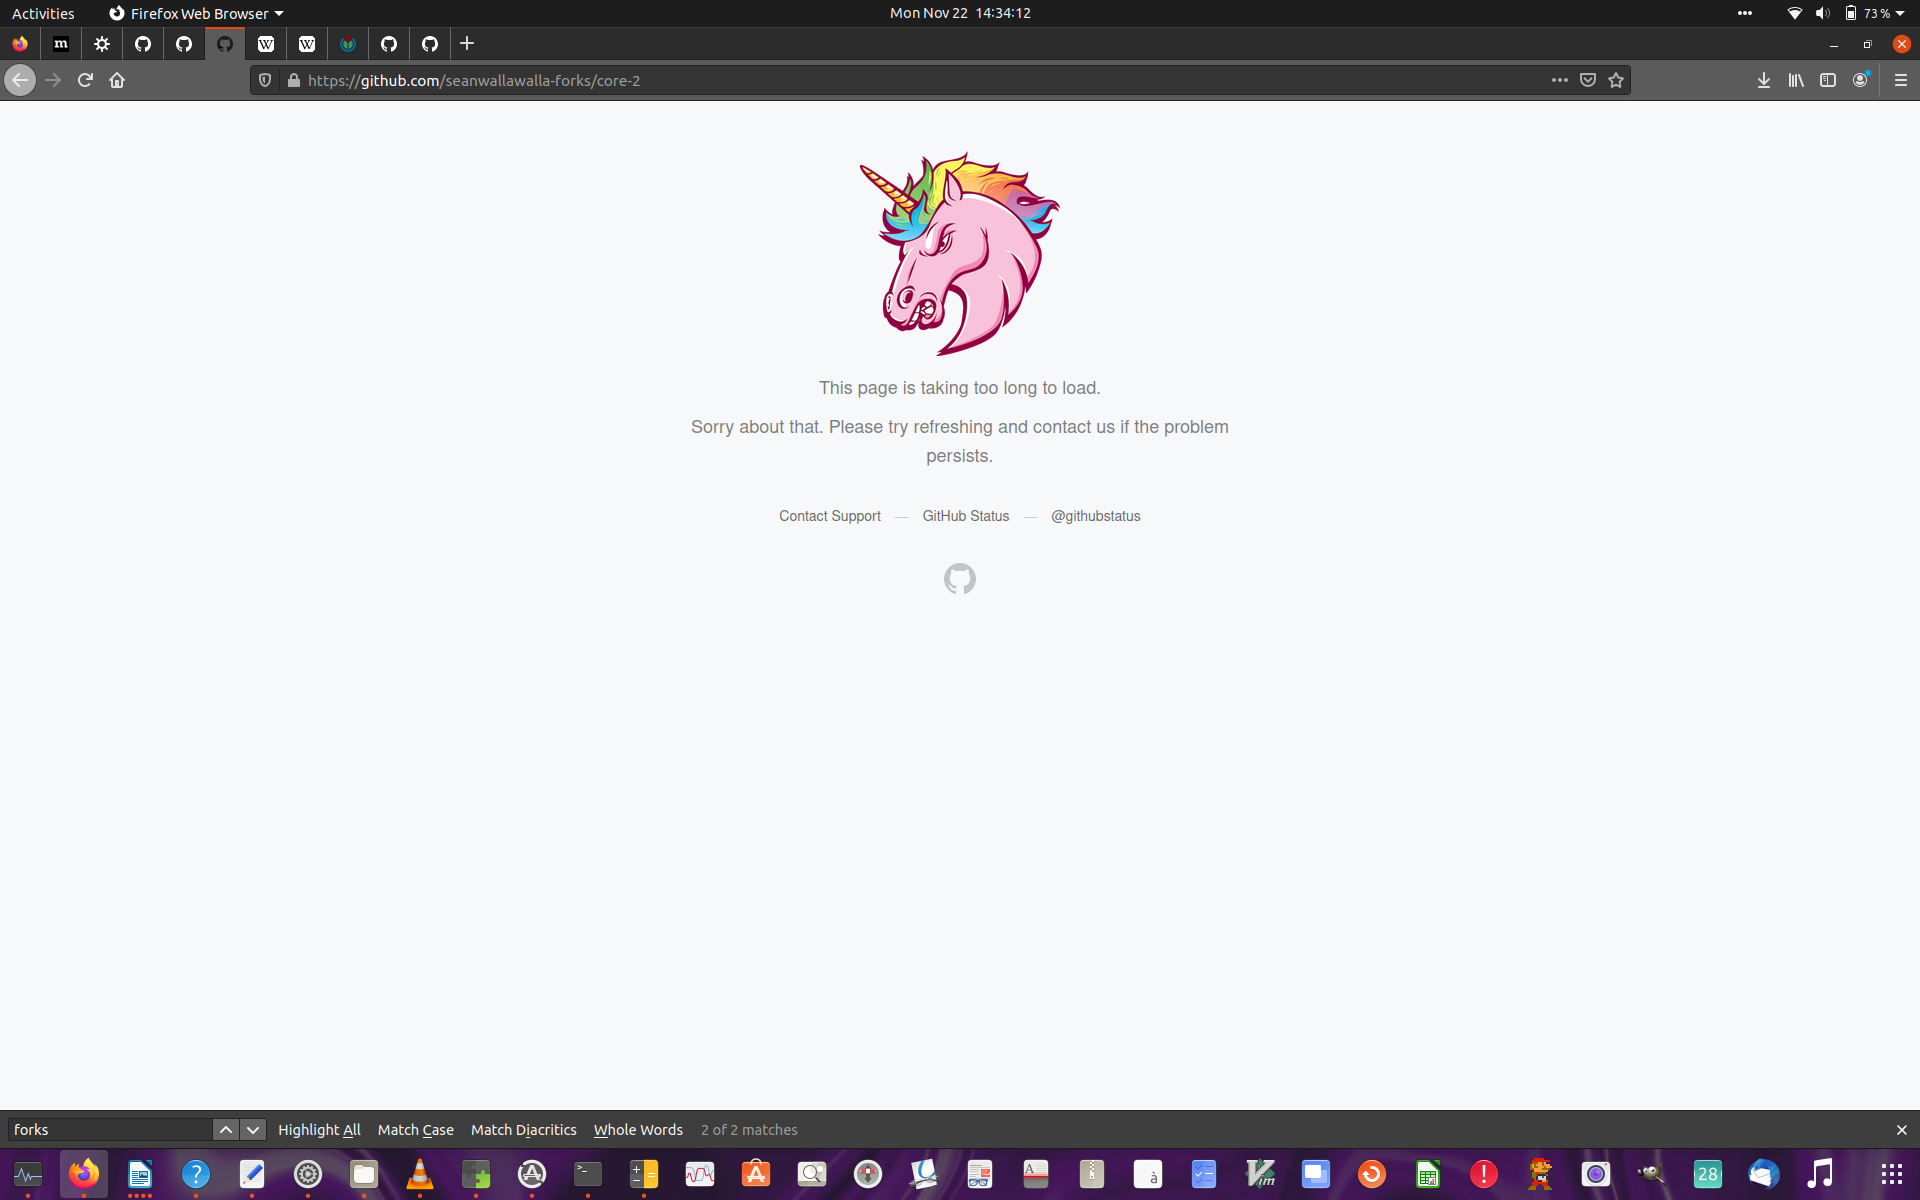 Activities
Firefox Web Browser
Mon Nov 22 14:34:12
73 %
m
W
W
https://github.com/seanwallawalla-forks/core-2
This page is taking too long to load.
Sorry about that. Please try refreshing and contact us if the problem
persists.
Contact Support — GitHub Status — @githubstatus
forks
Highlight All
Match Case
Match Diacritics
Whole Words
2 of 2 matches
?
>_
A
à
Vim
!
28